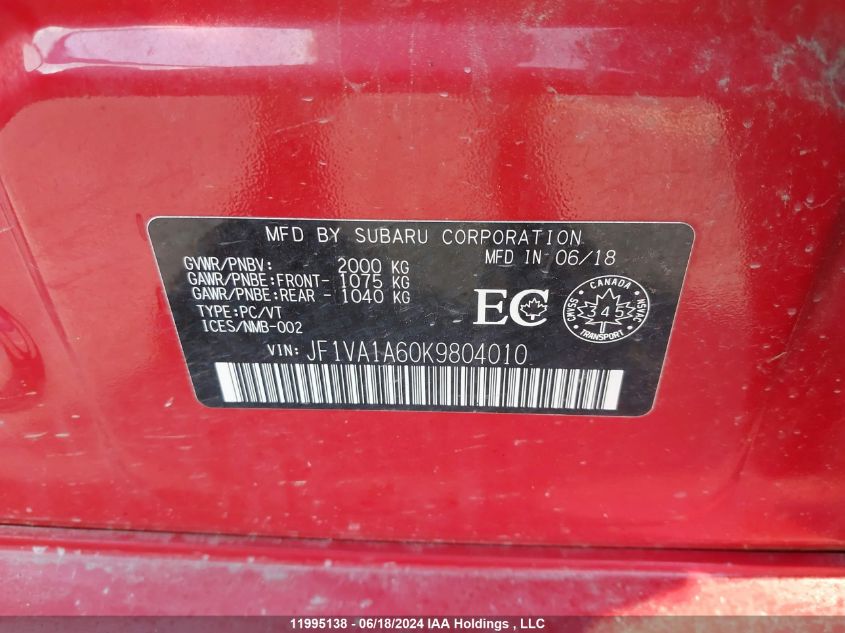 MFD BY SUBARU CORPORATION
GVWR/PNBV: 2000 KG MFD IN 06/18
GAWR/PNBE:FRONT- 1075 KG
GAWR/PNBE:REAR - 1040 KG
TYPE:PC/VT
ICES/NMB-002
EC
CANADA
CMVSS NSVAC
345
TRANSPORT
VIN: JF1VA1A60K9804010
11995138 - 06/18/2024 IAA Holdings , LLC